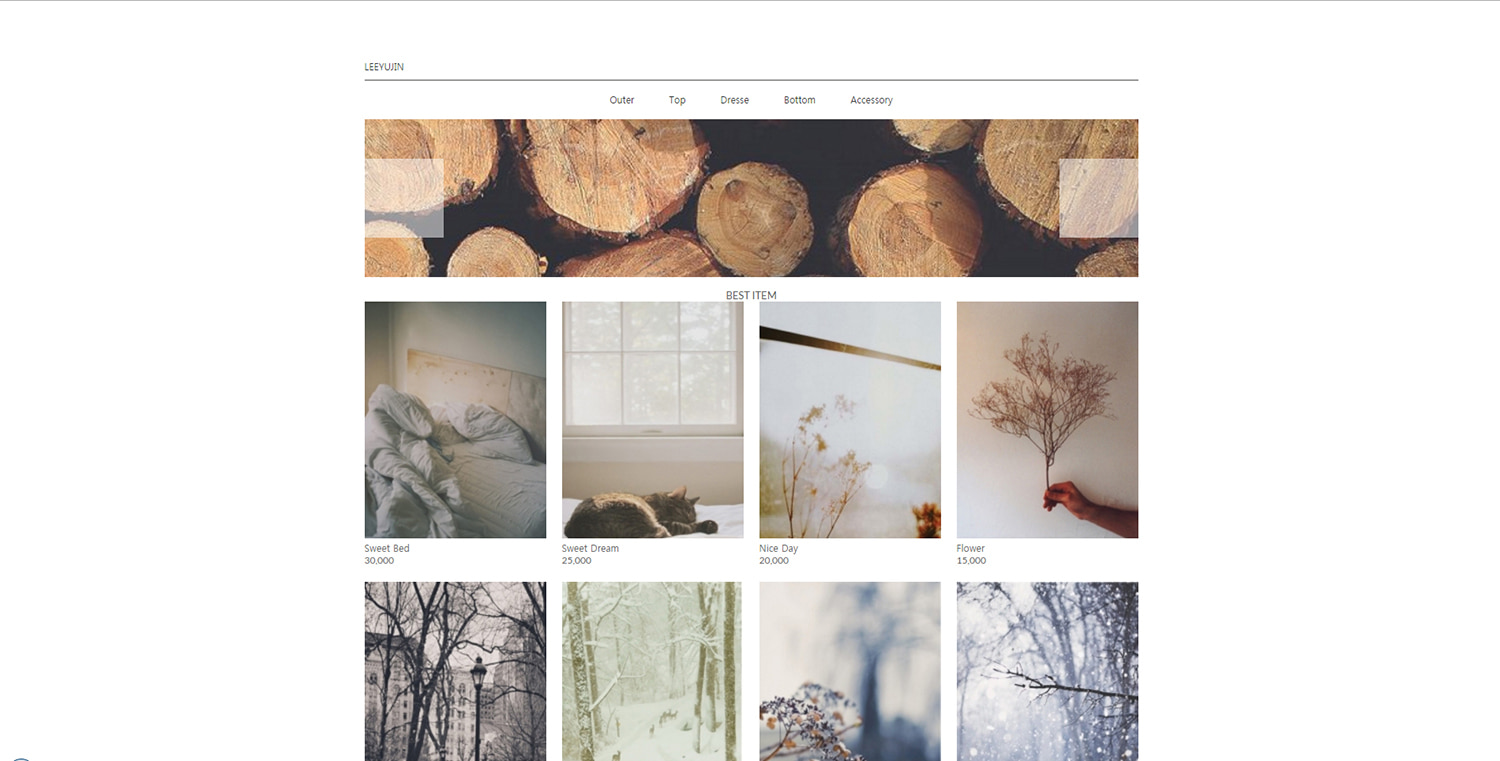 LEEYUJIN
Outer Top Dresse Bottom Accessory
BEST ITEM
Sweet Bed Sweet Dream Nice Day Flower
30,000 25,000 20,000 15,000